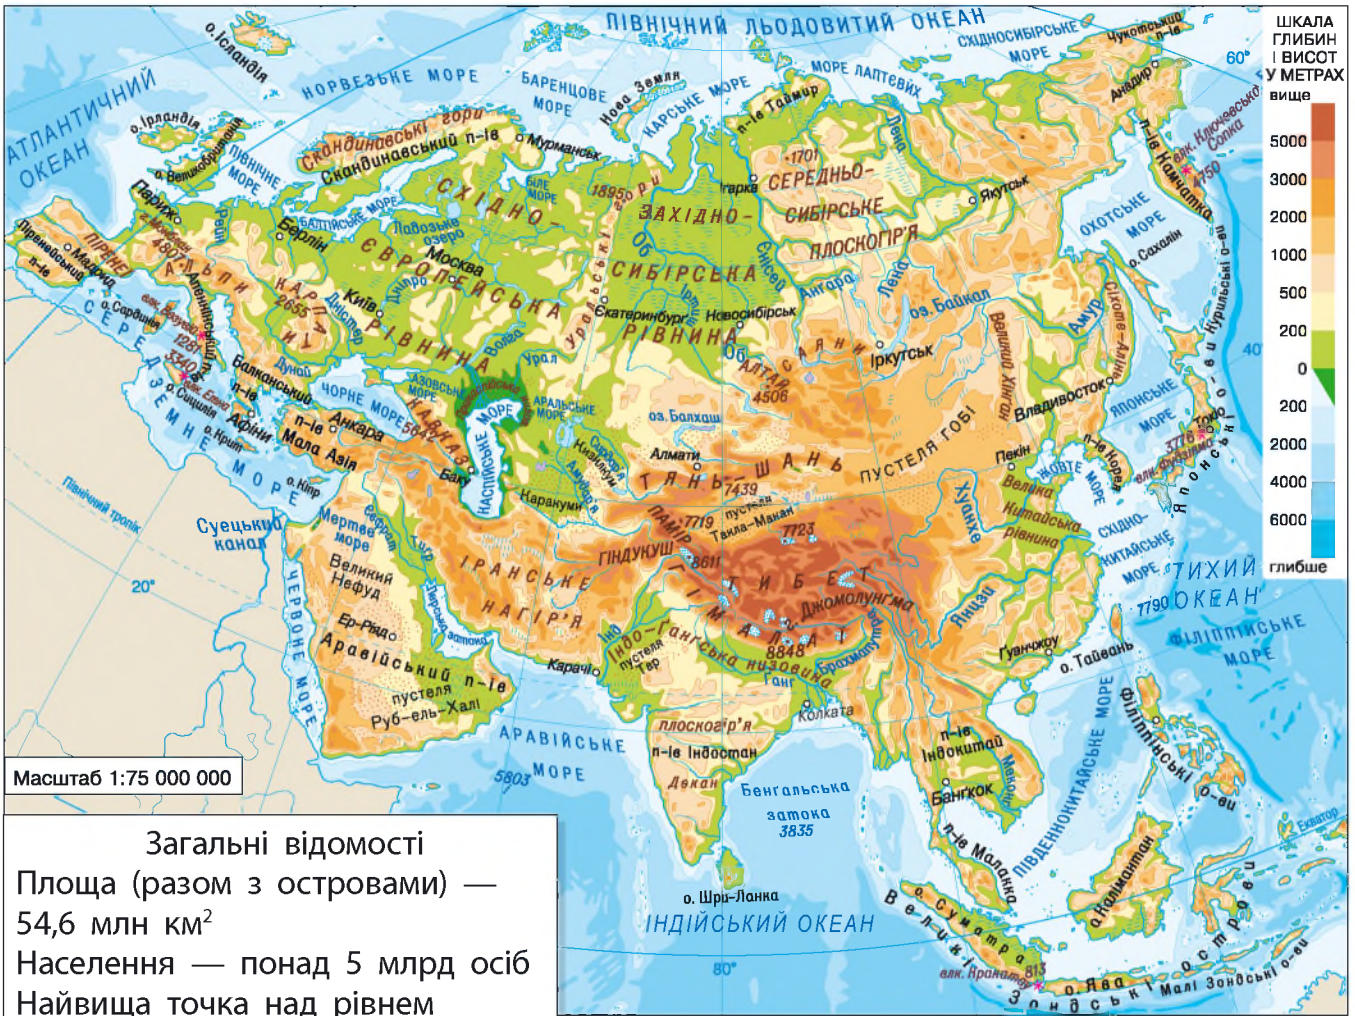 ПІВНІЧНИЙ ЛЬОДОВИТИЙ ОКЕАН
о. Ісландія
НОРВЕЗЬКЕ МОРЕ
БАРЕНЦОВЕ
МОРЕ
Нова Земля
КАРСЬКЕ МОРЕ
МОРЕ ЛАПТЄВИХ
СХІДНОСИБІРСЬКЕ
МОРЕ
Чукотський
п-ів
60°
Анадир
АТЛАНТИЧНИЙ
ОКЕАН
о. Ірландія
о. Великобританія
ПІВНІЧНЕ
МОРЕ
Скандинавські гори
Скандинавський п-ів
Мурманськ
п-ів Таймир
Лена
п-ів Камчатка
влк. Ключевська
Сопка
4750
1701
СЕРЕДНЬО-
СИБІРСЬКЕ
ПЛОСКОГІР'Я
Якутськ
БІЛЕ
МОРЕ
1895
Уральські гори
Ігарка
ЗАХІДНО-
СИБІРСЬКА
РІВНИНА
Об
Єнісей
ОХОТСЬКЕ
МОРЕ
о. Сахалін
Курильські о-ви
Париж
Рейн
Берлін
БАЛТІЙСЬКЕ МОРЕ
Ладозьке
озеро
СХІДНО-
ЄВРОПЕЙСЬКА
РІВНИНА
Москва
Піренейський
п-ів
Мадрид
ПІРЕНЕЇ
г. Монблан
4807
АЛЬПИ
КАРПАТИ
2655
Київ
Дніпро
Дністер
Волга
Урал
Єкатеринбург
Іртиш
Новосибірськ
Об
Ангара
Лена
оз. Байкал
Іркутськ
САЯНИ
АЛТАЙ
4506
Великий Хінган
Амур
Сіхоте-Алінь
Владивосток
40°
СЕРЕДЗЕМНЕ МОРЕ
о. Сардинія
Апеннінський
влк. Везувій
3340
о. Сицилія
влк. Етна
Дунай
Балканський
п-ів
Афіни
о. Крит
ЧОРНЕ МОРЕ
АЗОВСЬКЕ
МОРЕ
КАВКАЗ
5642
Анкара
п-ів
Мала Азія
Баку
КАСПІЙСЬКЕ
МОРЕ
АРАЛЬСЬКЕ
МОРЕ
оз. Балхаш
Сирдар'я
Кизилкум
Амудар'я
Каракуми
Алмати
ТЯНЬ-ШАНЬ
7439
пустеля
Такла-Макан
ПУСТЕЛЯ ГОБІ
Пекін
п-ів Корея
ЯПОНСЬКЕ
МОРЕ
Токіо
3776
влк. Фудзіяма
Японські о-ви
ЖОВТЕ
МОРЕ
Велика
Китайська
рівнина
Хуанхе
Янцзи
СХІДНО-
КИТАЙСЬКЕ
МОРЕ
Північний тропік
о. Кіпр
Суецький
канал
Мертве
море
Євфрат
Тигр
Великий
Нефуд
20°
Ер-Ріяд
Аравійський п-ів
пустеля
Руб-ель-Халі
Перська затока
ЧЕРВОНЕ МОРЕ
ІРАНСЬКЕ
НАГІР'Я
ГІНДУКУШ
ПАМІР
7719
8611
7723
ТИБЕТ
ГІМАЛАЇ
Джомолунгма
8848
Брахмапутра
Інд
Індо-Гангська низовина
пустеля
Тар
Ганг
Карачі
Колката
Гуанчжоу
о. Тайвань
7790
ТИХИЙ
ОКЕАН
ФІЛІППІНСЬКЕ
МОРЕ
Філіппінські о-ви
плоскогір'я
п-ів Індостан
Декан
АРАВІЙСЬКЕ
МОРЕ
5803
Бенгальська
затока
3835
п-ів
Індокитай
Меконг
Бангкок
п-ів Малакка
ПІВДЕННОКИТАЙСЬКЕ МОРЕ
о. Калімантан
Екватор
о. Шри-Ланка
ІНДІЙСЬКИЙ ОКЕАН
80°
о. Суматра
влк. Кракатау
813
о. Ява
Великі Зондські острови
Малі Зондські о-ви
ШКАЛА
ГЛИБИН
І ВИСОТ
У МЕТРАХ
вище
5000
3000
2000
1000
500
200
0
200
2000
4000
6000
глибше
Масштаб 1:75 000 000
Загальні відомості
Площа (разом з островами) —
54,6 млн км²
Населення — понад 5 млрд осіб
Найвища точка над рівнем